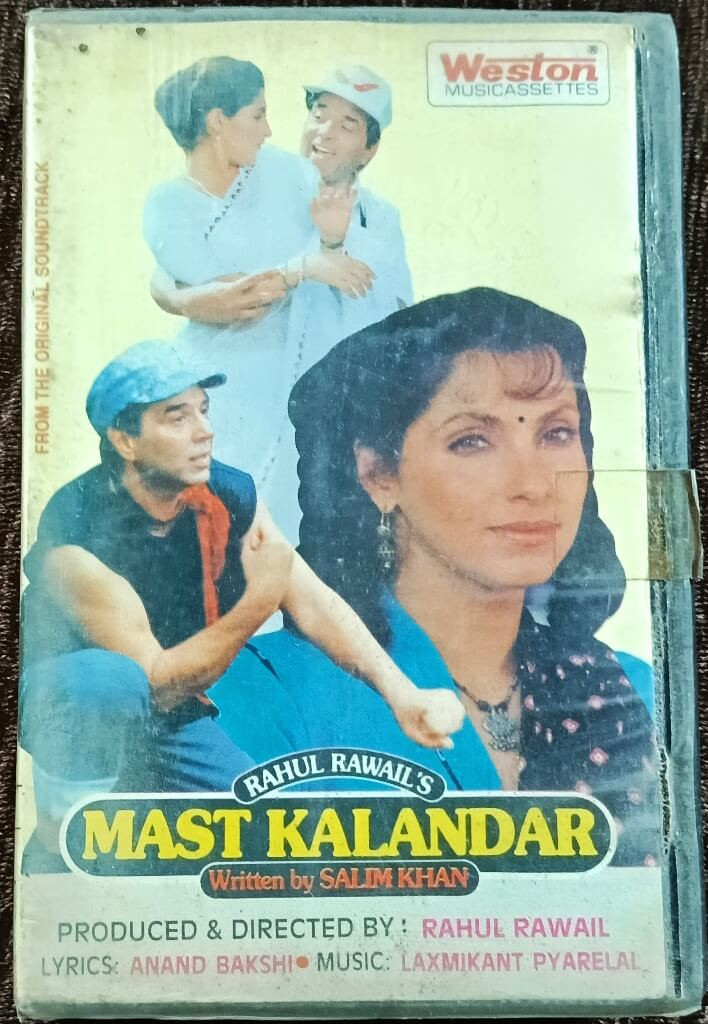 Weston®
MUSICASSETTES
FROM THE ORIGINAL SOUNDTRACK
RAHUL RAWAIL'S
MAST KALANDAR
Written by SALIM KHAN
PRODUCED & DIRECTED BY: RAHUL RAWAIL
LYRICS: ANAND BAKSHI • MUSIC: LAXMIKANT PYARELAL